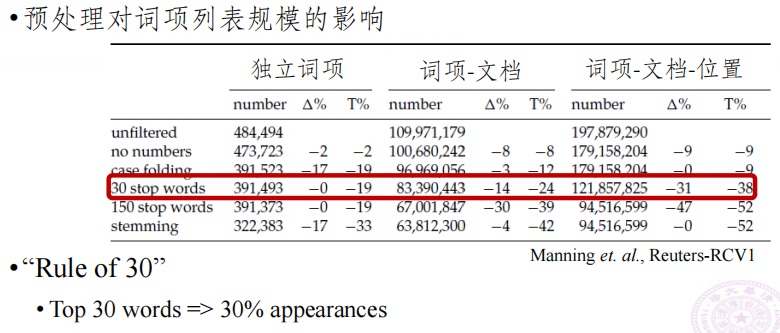 •预处理对词项列表规模的影响
独立词项 词项-文档 词项-文档-位置
number Δ% T% number Δ% T% number Δ% T%
unfiltered 484,494 109,971,179 197,879,290
no numbers 473,723 −2 −2 100,680,242 −8 −8 179,158,204 −9 −9
case folding 391,523 −17 −19 96,969,056 −3 −12 179,158,204 −0 −9
30 stop words 391,493 −0 −19 83,390,443 −14 −24 121,857,825 −31 −38
150 stop words 391,373 −0 −19 67,001,847 −30 −39 94,516,599 −47 −52
stemming 322,383 −17 −33 63,812,300 −4 −42 94,516,599 −0 −52
Manning et. al., Reuters-RCV1
•“Rule of 30”
• Top 30 words => 30% appearances